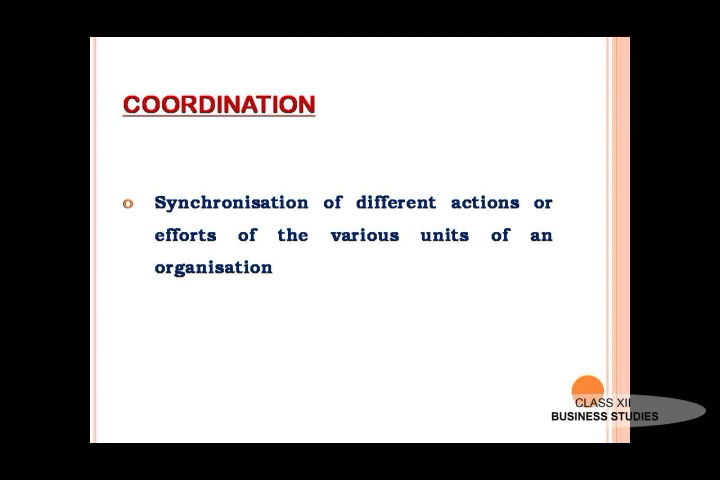 COORDINATION
Synchronisation of different actions or
efforts of the various units of an
organisation
CLASS XII
BUSINESS STUDIES